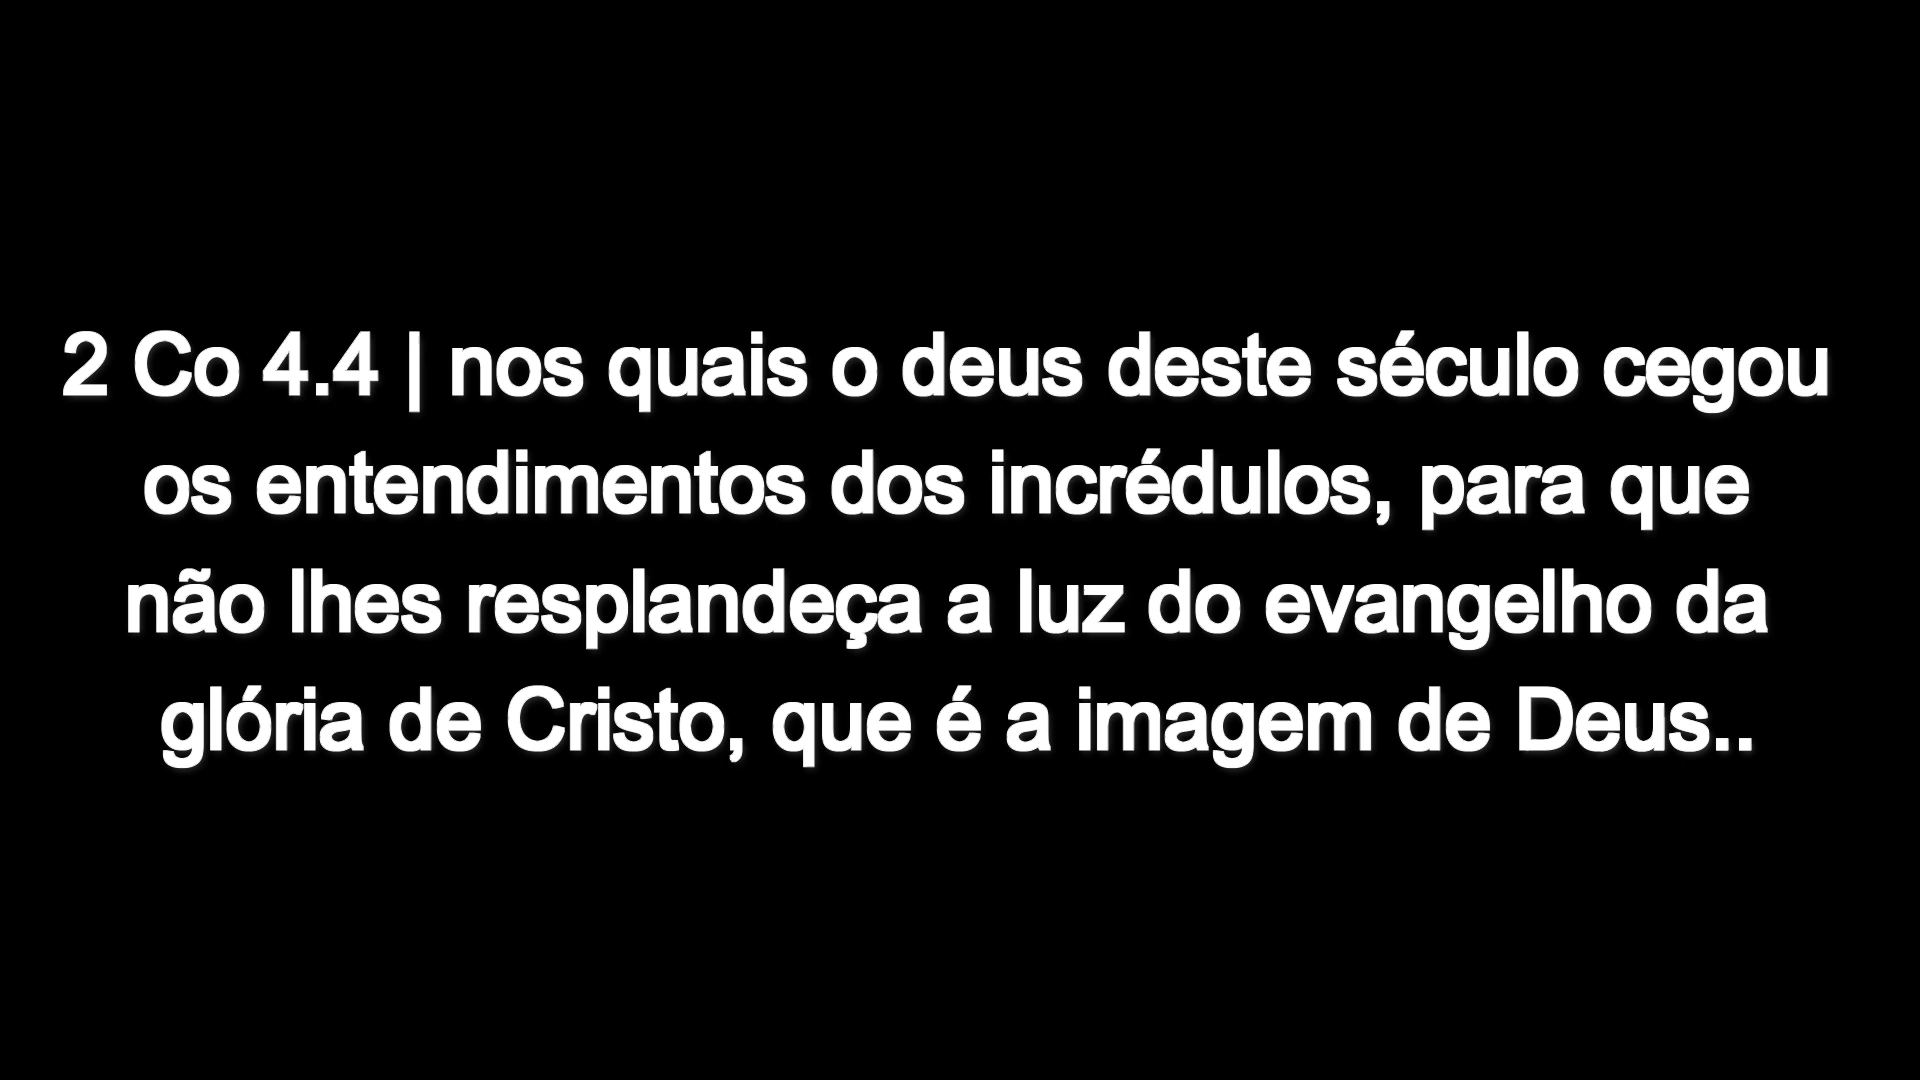 2 Co 4.4 | nos quais o deus deste século cegou
os entendimentos dos incrédulos, para que
não lhes resplandeça a luz do evangelho da
glória de Cristo, que é a imagem de Deus..